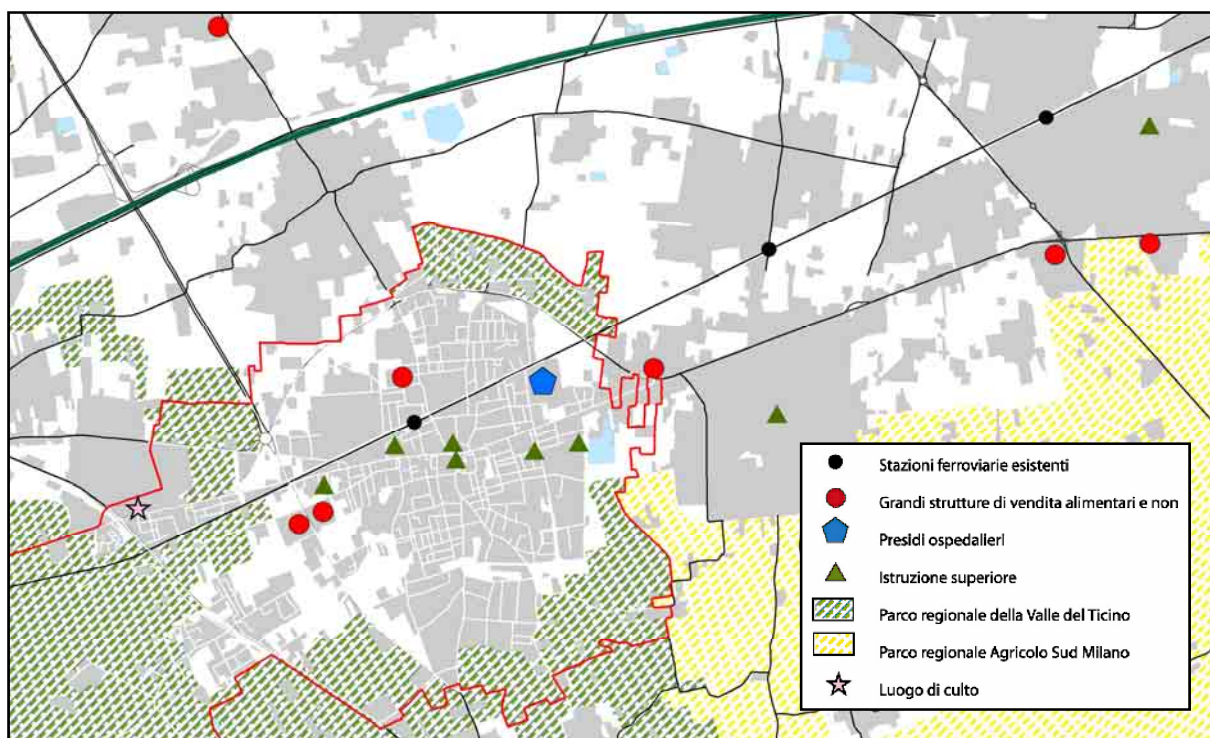 Stazioni ferroviarie esistenti
Grandi strutture di vendita alimentari e non
Presidi ospedalieri
Istruzione superiore
Parco regionale della Valle del Ticino
Parco regionale Agricolo Sud Milano
Luogo di culto